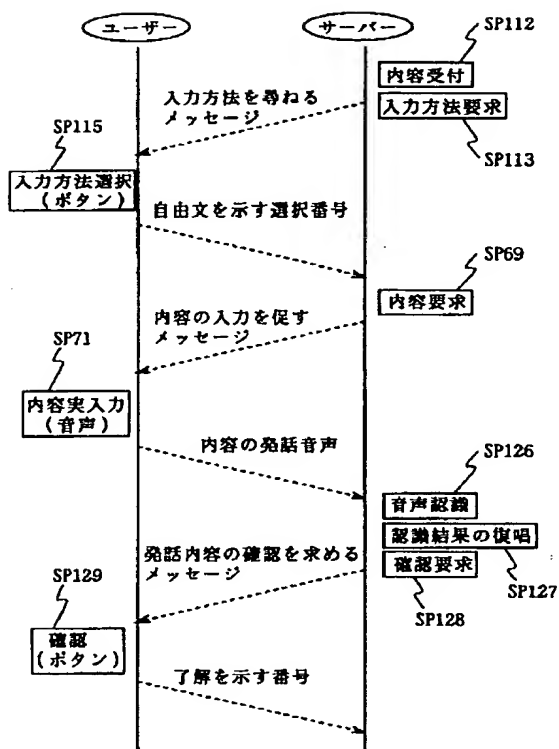 ユーザー
サーバー
SP112
内容受付
入力方法を尋ねる
メッセージ
入力方法要求
SP115
SP113
入力方法選択
(ボタン)
自由文を示す選択番号
SP69
内容要求
内容の入力を促す
メッセージ
SP71
内容実入力
(音声)
内容の発話音声
SP126
音声認識
認識結果の復唱
発話内容の確認を求める
メッセージ
確認要求
SP129
SP127
SP128
確認
(ボタン)
了解を示す番号